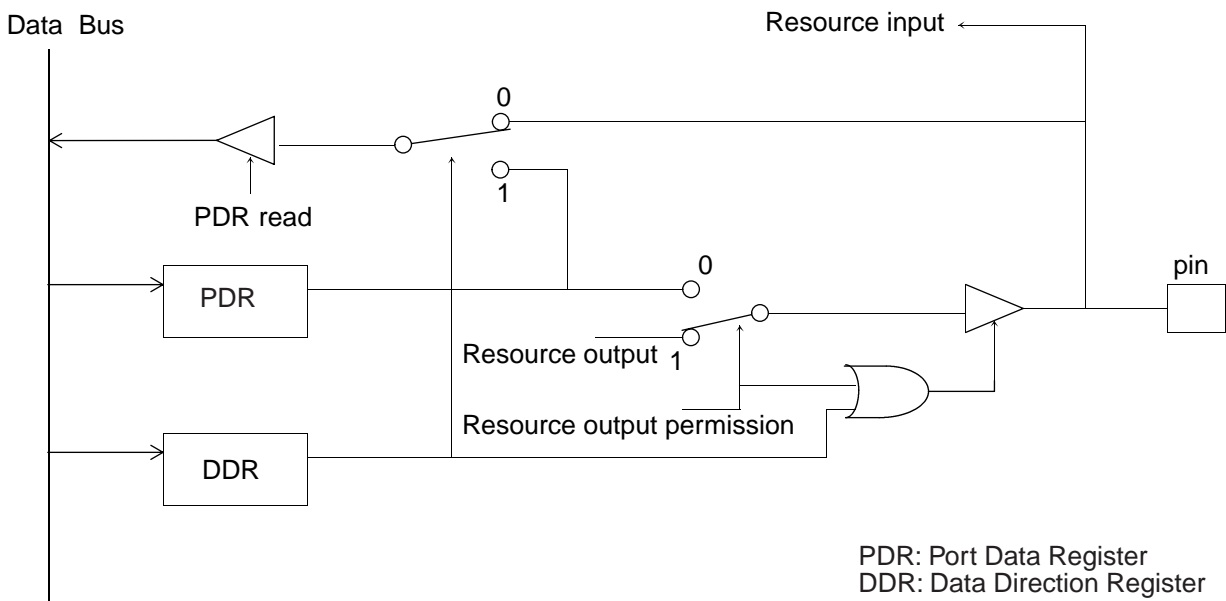 Data Bus
Resource input
0
1
PDR read
pin
0
PDR
Resource output 1
Resource output permission
DDR
PDR: Port Data Register
DDR: Data Direction Register